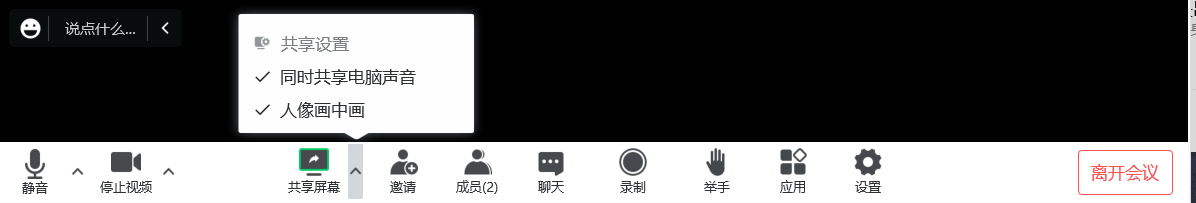 说点什么...
共享设置
同时共享电脑声音
人像画中画
静音
停止视频
共享屏幕
邀请
成员(2)
聊天
录制
举手
应用
设置
离开会议